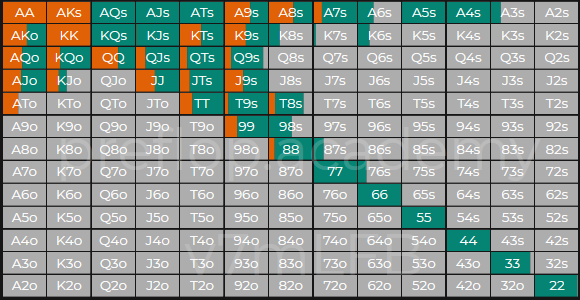 AA AKs AQs AJs ATs A9s A8s A7s A6s A5s A4s A3s A2s
AKo KK KQs KJs KTs K9s K8s K7s K6s K5s K4s K3s K2s
AQo KQo QQ QJs QTs Q9s Q8s Q7s Q6s Q5s Q4s Q3s Q2s
AJo KJo QJo JJ JTs J9s J8s J7s J6s J5s J4s J3s J2s
ATo KTo QTo JTo TT T9s T8s T7s T6s T5s T4s T3s T2s
A9o K9o Q9o J9o T9o 99 98s 97s 96s 95s 94s 93s 92s
A8o K8o Q8o J8o T8o 98o 88 87s 86s 85s 84s 83s 82s
preflop.academy
A7o K7o Q7o J7o T7o 97o 87o 77 76s 75s 74s 73s 72s
A6o K6o Q6o J6o T6o 96o 86o 76o 66 65s 64s 63s 62s
A5o K5o Q5o J5o T5o 95o 85o 75o 65o 55 54s 53s 52s
A4o K4o Q4o J4o T4o 94o 84o 74o 64o 54o 44 43s 42s
A3o K3o Q3o J3o T3o 93o 83o 73o 63o 53o 43o 33 32s
A2o K2o Q2o J2o T2o 92o 82o 72o 62o 52o 42o 32o 22